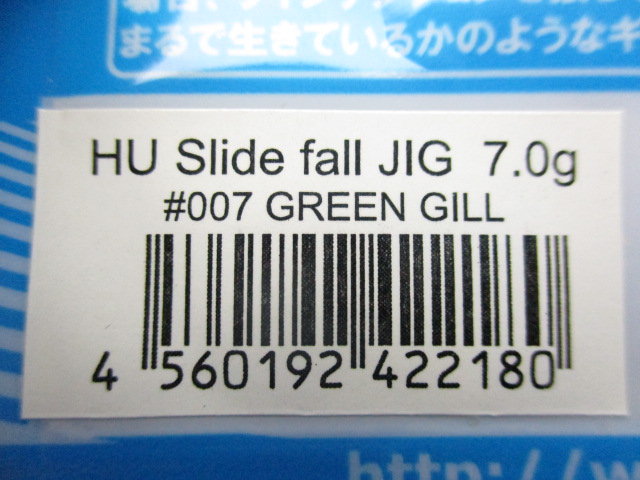 まるで生きているかのようなキ
HU Slide fall JIG 7.0g
#007 GREEN GILL
4 560192 422180
http://w